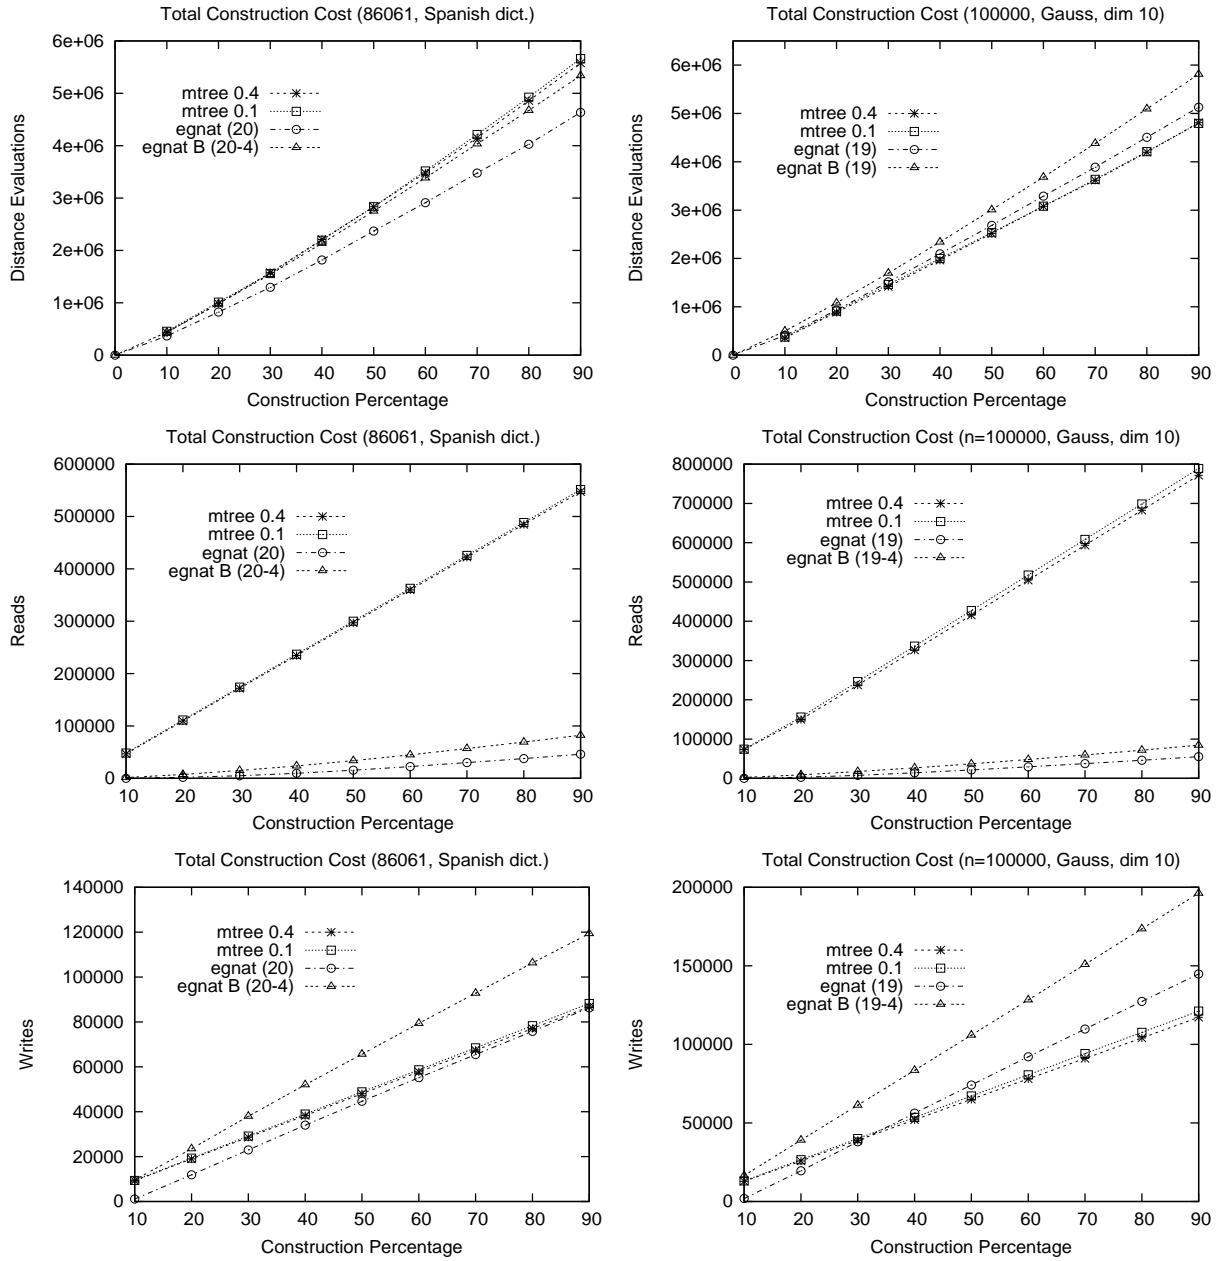 Total Construction Cost (86061, Spanish dict.)
6e+06
5e+06
4e+06
3e+06
2e+06
1e+06
0
Distance Evaluations
mtree 0.4
mtree 0.1
egnat (20)
egnat B (20-4)
0 10 20 30 40 50 60 70 80 90
Construction Percentage
Total Construction Cost (100000, Gauss, dim 10)
6e+06
5e+06
4e+06
3e+06
2e+06
1e+06
0
Distance Evaluations
mtree 0.4
mtree 0.1
egnat (19)
egnat B (19)
0 10 20 30 40 50 60 70 80 90
Construction Percentage
Total Construction Cost (86061, Spanish dict.)
600000
500000
400000
300000
200000
100000
0
Reads
mtree 0.4
mtree 0.1
egnat (20)
egnat B (20-4)
10 20 30 40 50 60 70 80 90
Construction Percentage
Total Construction Cost (n=100000, Gauss, dim 10)
800000
700000
600000
500000
400000
300000
200000
100000
0
Reads
mtree 0.4
mtree 0.1
egnat (19)
egnat B (19-4)
10 20 30 40 50 60 70 80 90
Construction Percentage
Total Construction Cost (86061, Spanish dict.)
140000
120000
100000
80000
60000
40000
20000
0
Writes
mtree 0.4
mtree 0.1
egnat (20)
egnat B (20-4)
10 20 30 40 50 60 70 80 90
Construction Percentage
Total Construction Cost (n=100000, Gauss, dim 10)
200000
150000
100000
50000
0
Writes
mtree 0.4
mtree 0.1
egnat (19)
egnat B (19-4)
10 20 30 40 50 60 70 80 90
Construction Percentage